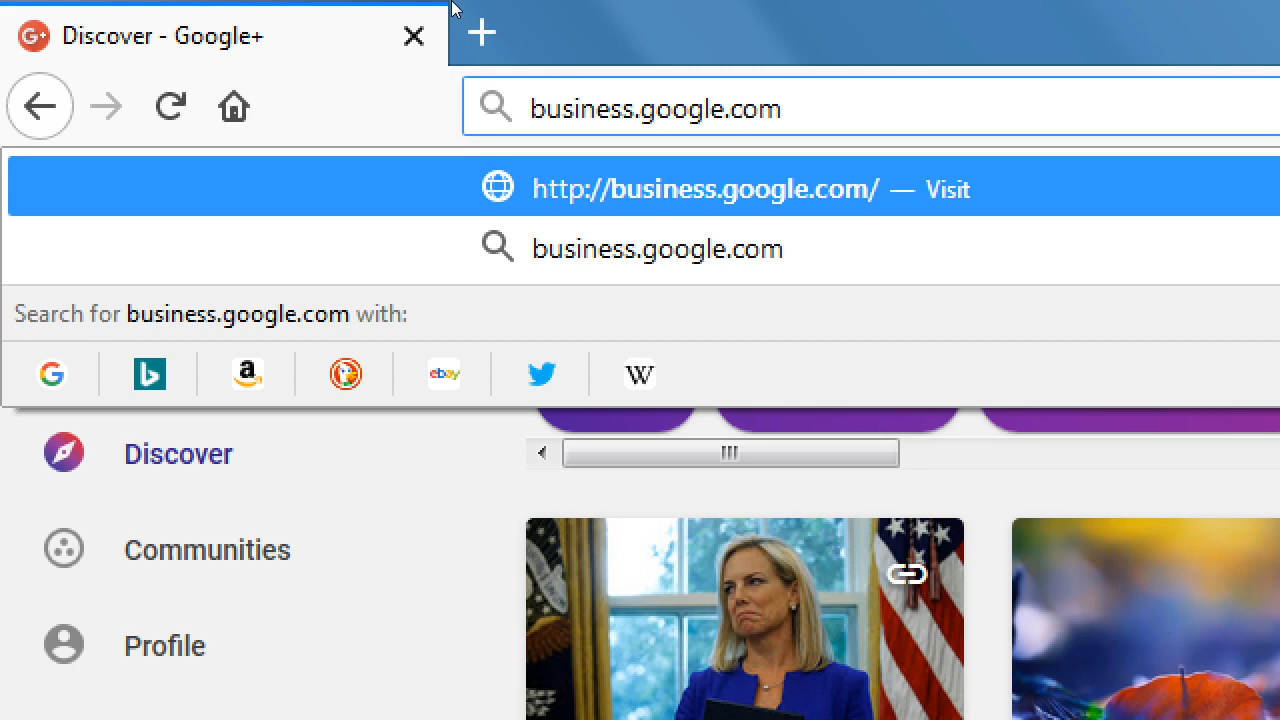 Discover - Google+
business.google.com
http://business.google.com/ — Visit
business.google.com
Search for business.google.com with:
G
b
a
ebay
W
Discover
Communities
Profile